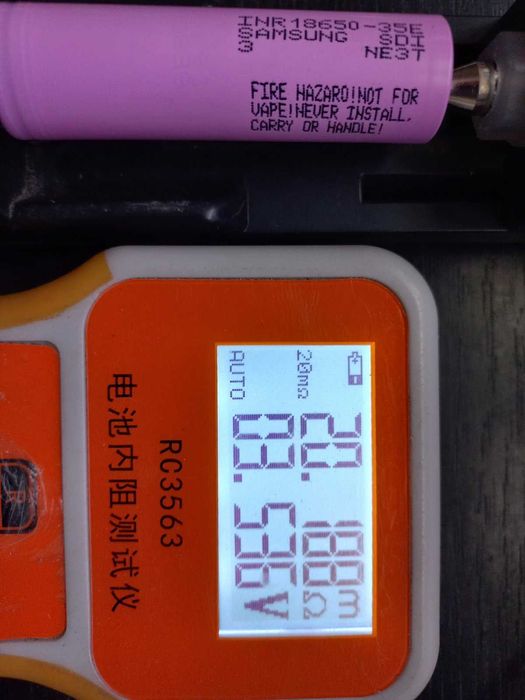 INR18650-35E
SAMSUNG SDI
3 NE3T
FIRE HAZARD!NOT FOR
VAPE!NEVER INSTALL,
CARRY OR HANDLE!
20mΩ 20.188mΩ
AUTO 03.536V
RC3563
电池内阻测试仪